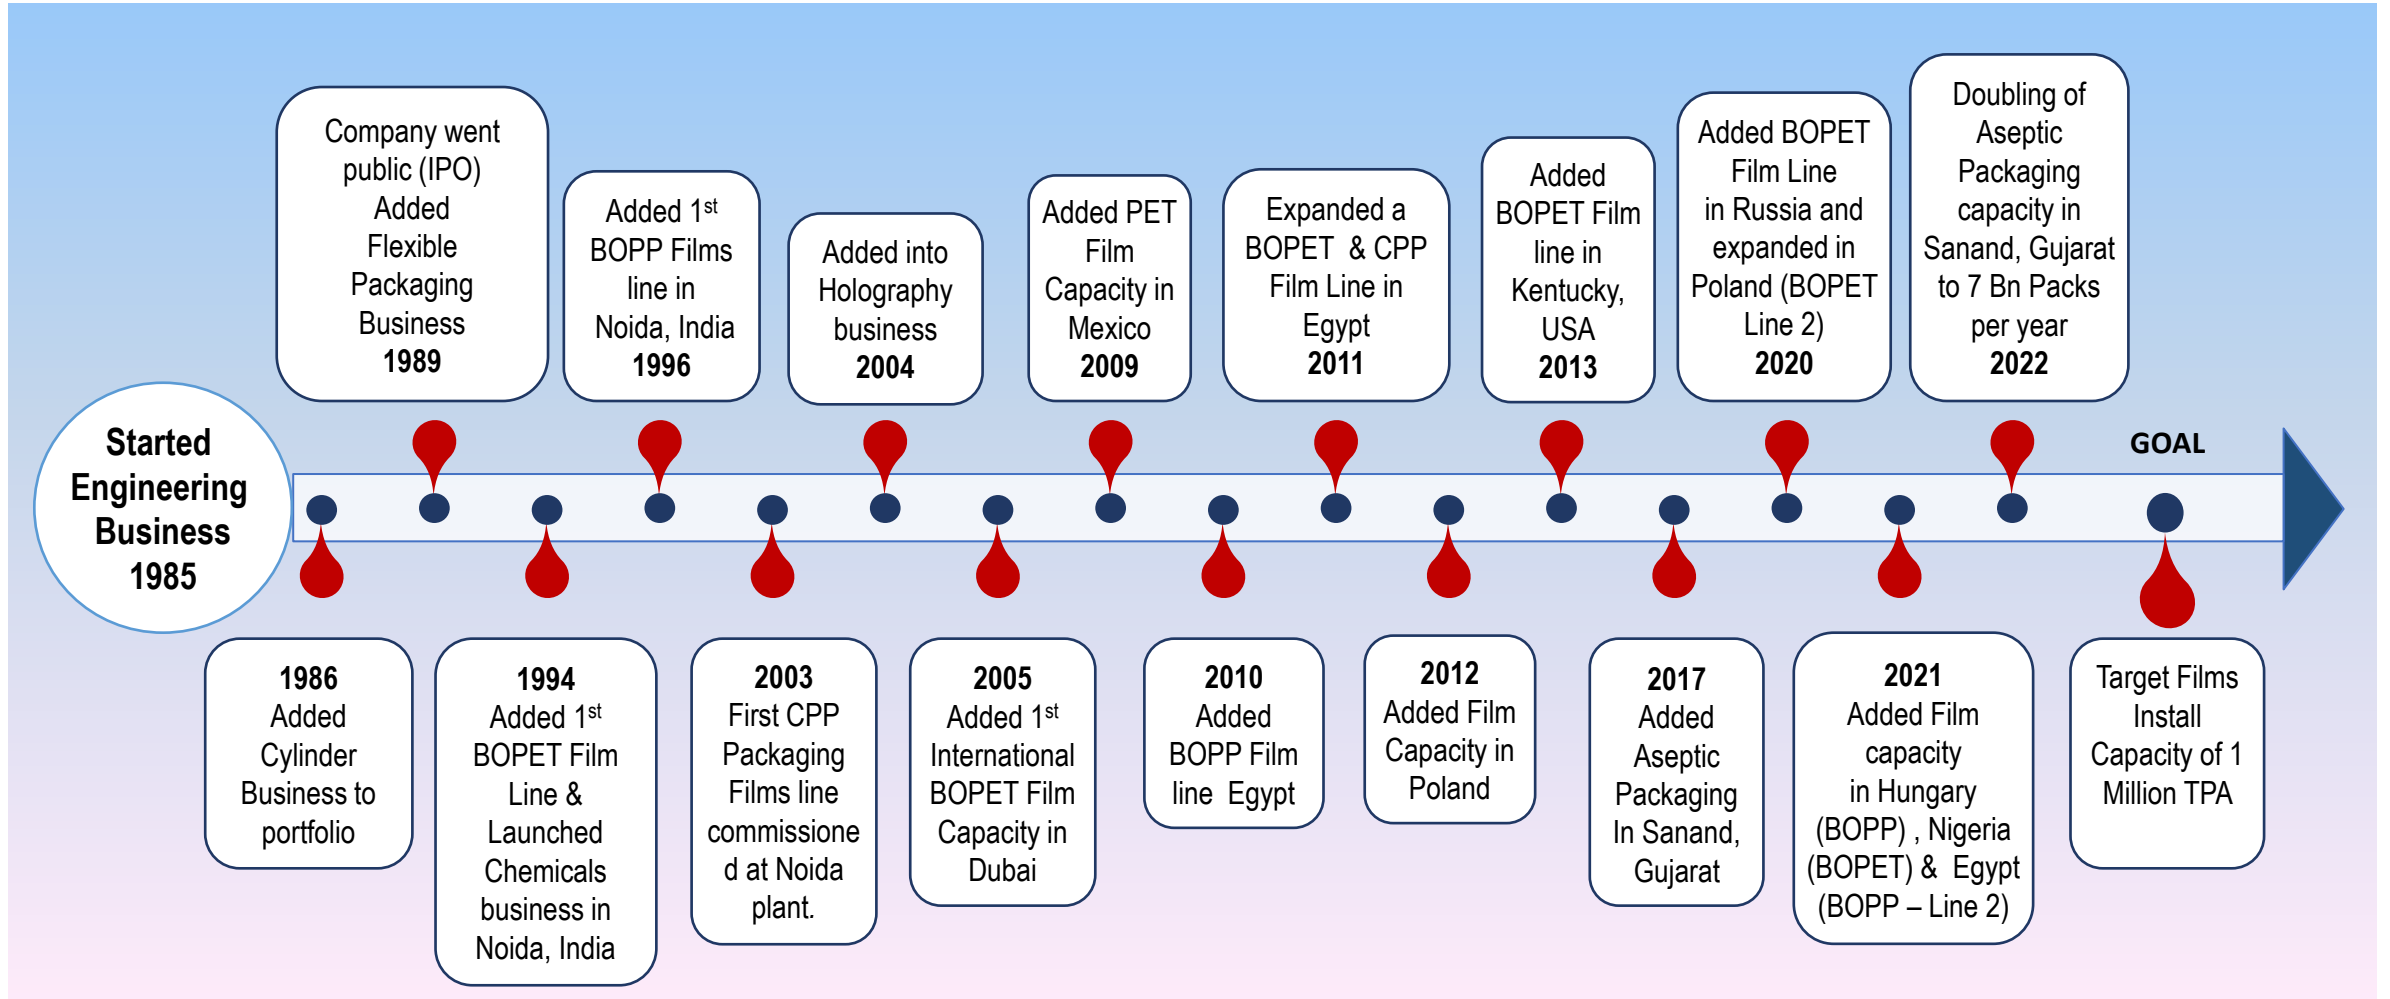 Started
Engineering
Business
1985
1986
Added
Cylinder
Business to
portfolio
Company went
public (IPO)
Added
Flexible
Packaging
Business
1989
1994
Added 1st
BOPET Film
Line &
Launched
Chemicals
business in
Noida, India
Added 1st
BOPP Films
line in
Noida, India
1996
2003
First CPP
Packaging
Films line
commissione
d at Noida
plant.
Added into
Holography
business
2004
2005
Added 1st
International
BOPET Film
Capacity in
Dubai
Added PET
Film
Capacity in
Mexico
2009
2010
Added
BOPP Film
line Egypt
Expanded a
BOPET & CPP
Film Line in
Egypt
2011
2012
Added Film
Capacity in
Poland
Added
BOPET Film
line in
Kentucky,
USA
2013
2017
Added
Aseptic
Packaging
In Sanand,
Gujarat
Added BOPET
Film Line
in Russia and
expanded in
Poland (BOPET
Line 2)
2020
2021
Added Film
capacity
in Hungary
(BOPP) , Nigeria
(BOPET) & Egypt
(BOPP – Line 2)
Doubling of
Aseptic
Packaging
capacity in
Sanand, Gujarat
to 7 Bn Packs
per year
2022
GOAL
Target Films
Install
Capacity of 1
Million TPA